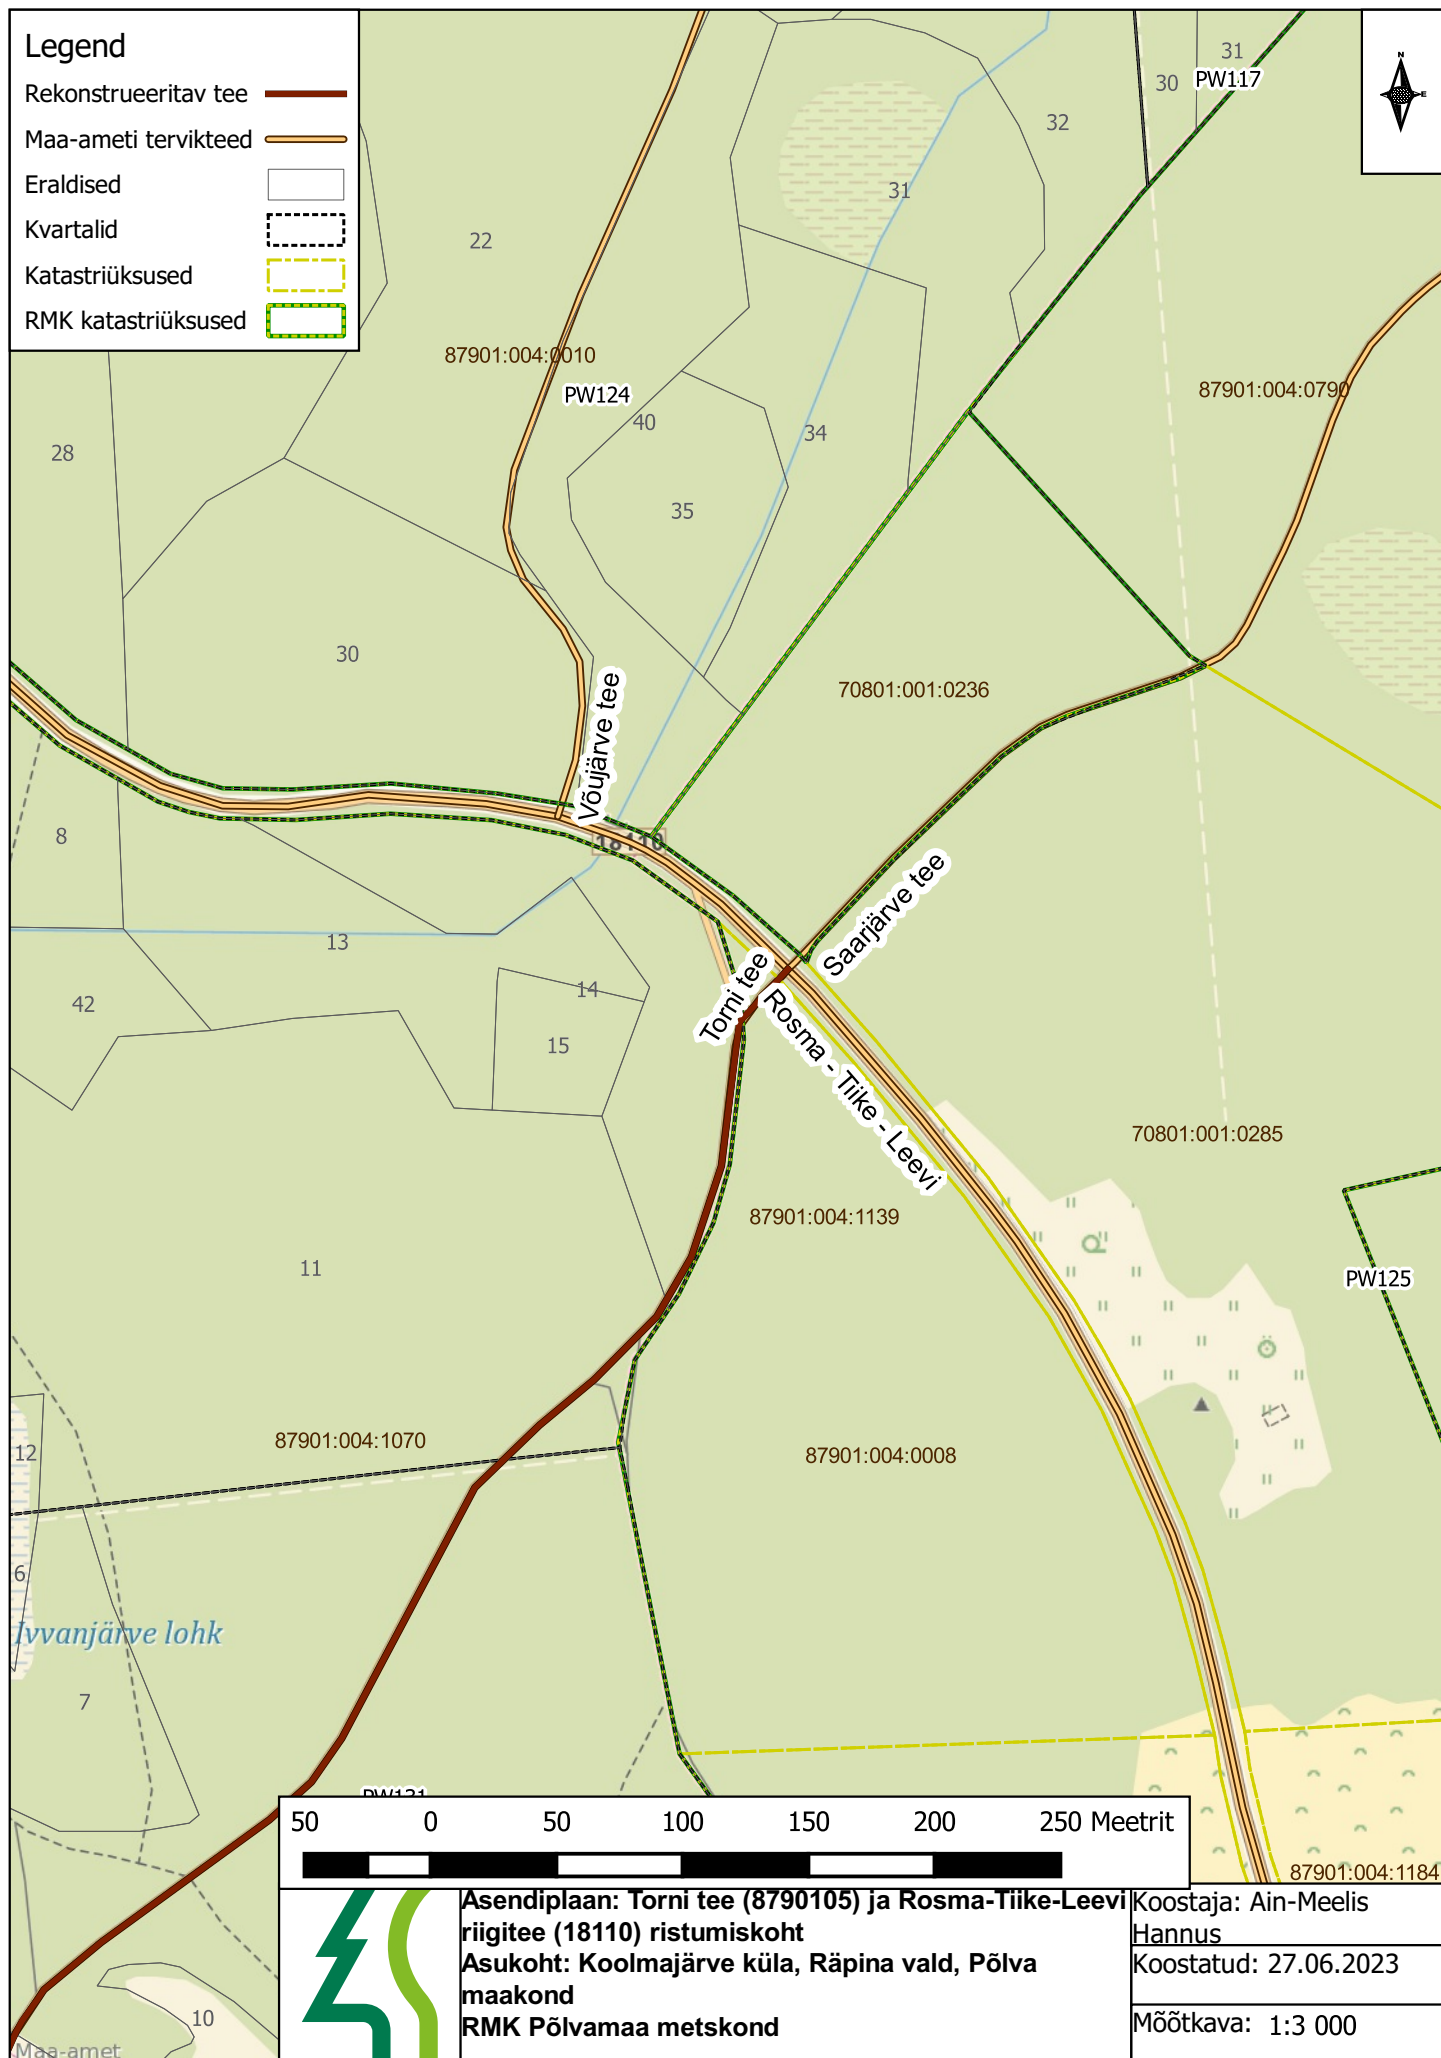 Legend
Rekonstrueeritav tee
Maa-ameti tervikteed
Eraldised
Kvartalid
Katastriüksused
RMK katastriüksused
N
E
31
30
PW117
32
31
22
87901:004:0010
PW124
87901:004:0790
40
34
28
35
30
70801:001:0236
Võujärve tee
8
18110
Saarjärve tee
13
Torni tee
42
14
Rosma - Tiike - Leevi
15
70801:001:0285
87901:004:1139
11
PW125
87901:004:1070
87901:004:0008
12
6
Ivvanjärve lohk
7
PW131
50 0 50 100 150 200 250 Meetrit
87901:004:1184
Asendiplaan: Torni tee (8790105) ja Rosma-Tiike-Leevi
riigitee (18110) ristumiskoht
Asukoht: Koolmajärve küla, Räpina vald, Põlva
maakond
RMK Põlvamaa metskond
Koostaja: Ain-Meelis
Hannus
Koostatud: 27.06.2023
Mõõtkava: 1:3 000
10
Maa-amet